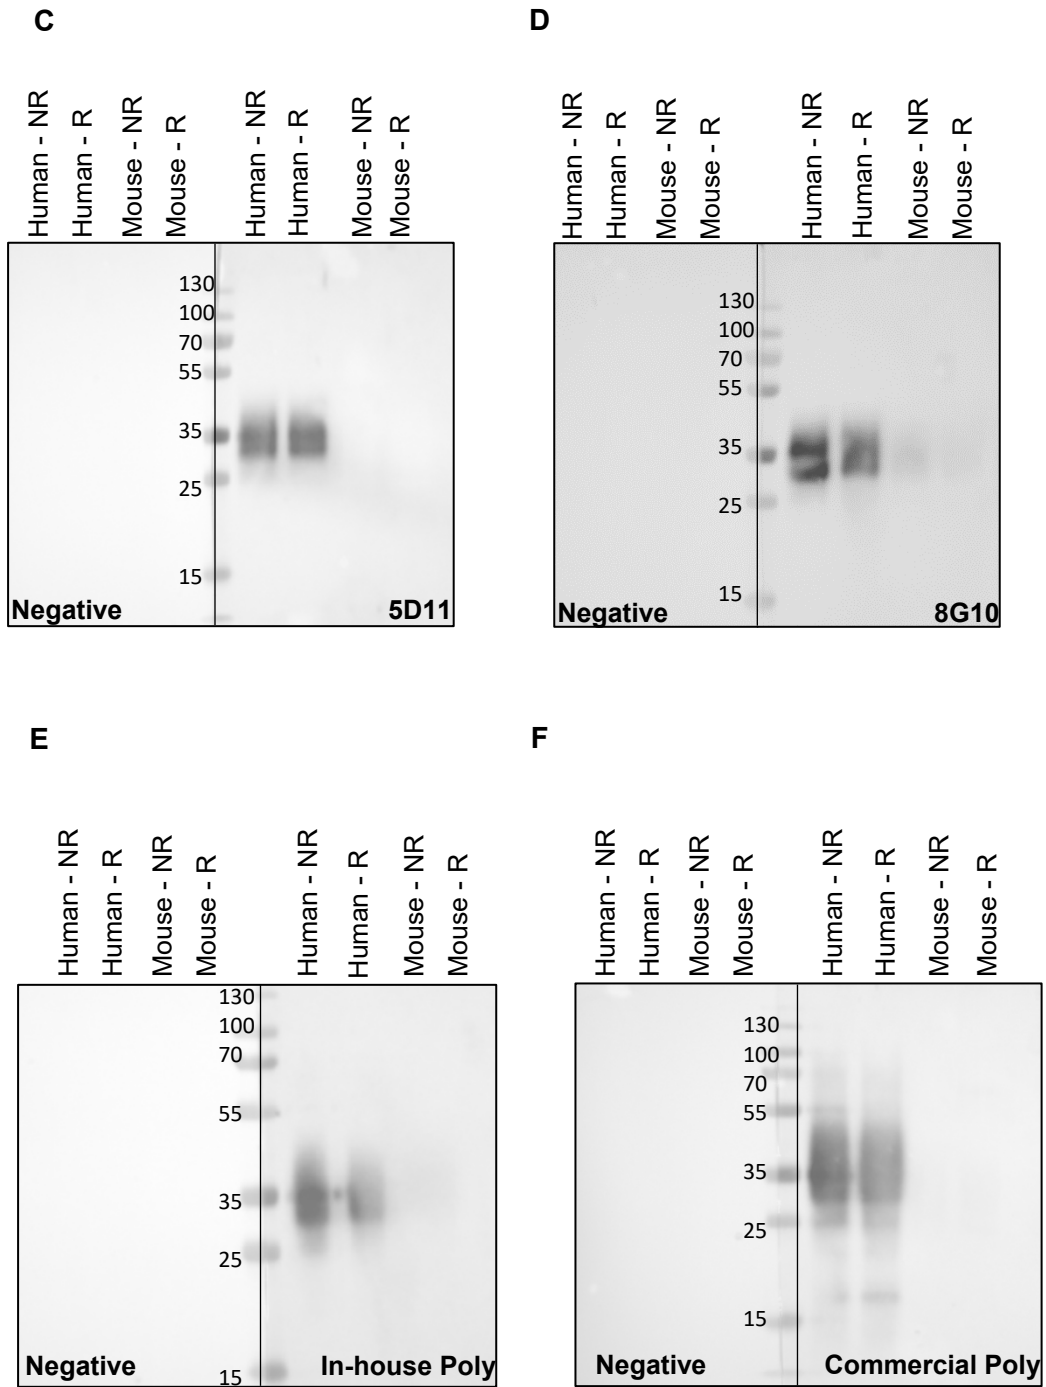 C
Human - NR
Human - R
Mouse - NR
Mouse - R
Human - NR
Human - R
Mouse - NR
Mouse - R
130
100
70
55
35
25
15
Negative
5D11
D
Human - NR
Human - R
Mouse - NR
Mouse - R
Human - NR
Human - R
Mouse - NR
Mouse - R
130
100
70
55
35
25
15
Negative
8G10
E
Human - NR
Human - R
Mouse - NR
Mouse - R
Human - NR
Human - R
Mouse - NR
Mouse - R
130
100
70
55
35
25
15
Negative
In-house Poly
F
Human - NR
Human - R
Mouse - NR
Mouse - R
Human - NR
Human - R
Mouse - NR
Mouse - R
130
100
70
55
35
25
15
Negative
Commercial Poly